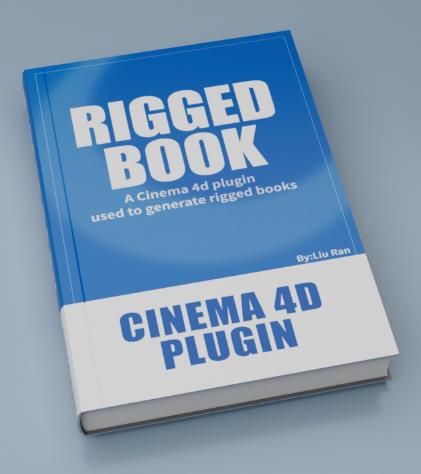 RIGGED
BOOK
A Cinema 4d plugin
used to generate rigged books
By:Liu Ran
CINEMA 4D
PLUGIN